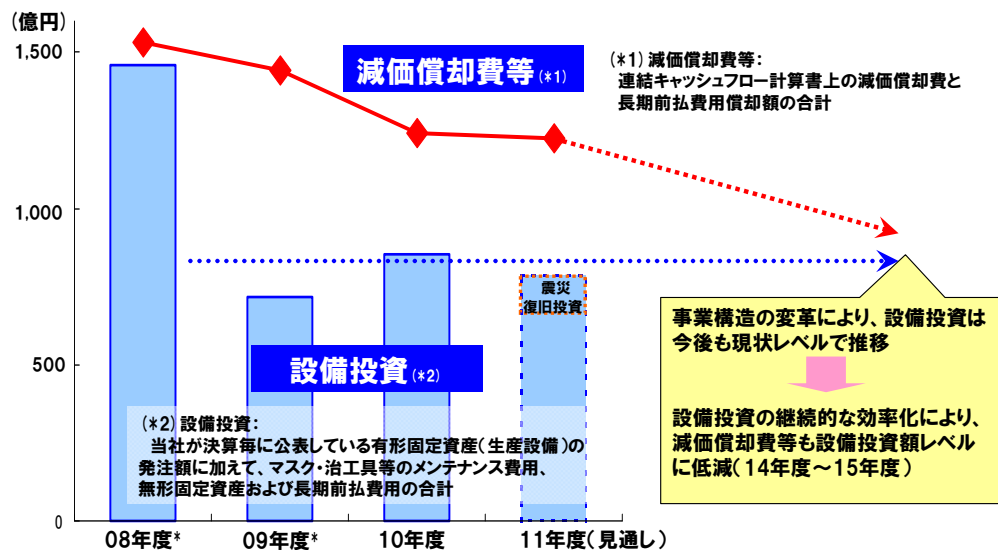 (億円)
1,500
1,000
500
0
減価償却費等(*1)
(*1) 減価償却費等:
連結キャッシュフロー計算書上の減価償却費と
長期前払費用償却額の合計
震災
復旧投資
設備投資(*2)
(*2) 設備投資:
当社が決算毎に公表している有形固定資産(生産設備)の
発注額に加えて、マスク・治工具等のメンテナンス費用、
無形固定資産および長期前払費用の合計
事業構造の変革により、設備投資は
今後も現状レベルで推移
設備投資の継続的な効率化により、
減価償却費等も設備投資額レベル
に低減(14年度~15年度)
08年度*
09年度*
10年度
11年度(見通し)